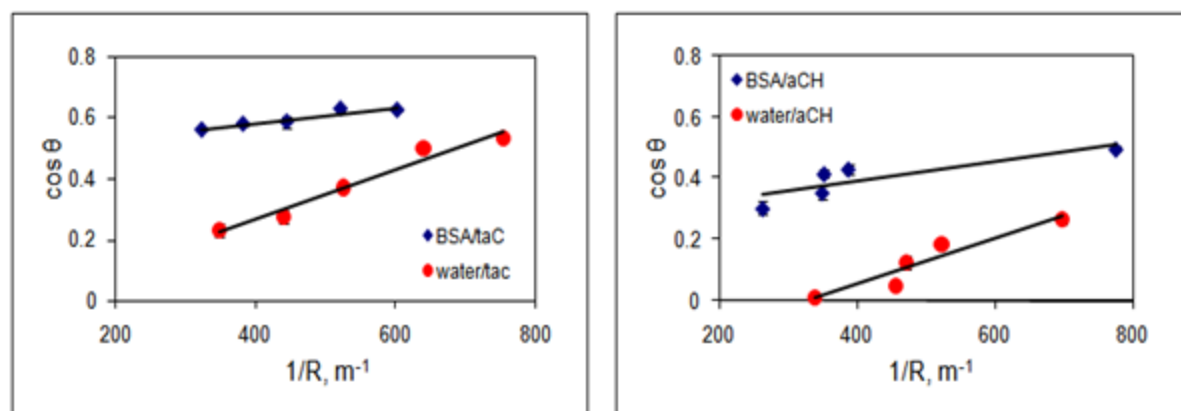 0.8
0.6
0.4
0.2
0
cos θ
200 400 600 800
1/R, m⁻¹
BSA/taC
water/tac
0.8
0.6
0.4
0.2
0
cos θ
200 400 600 800
1/R, m⁻¹
BSA/aCH
water/aCH